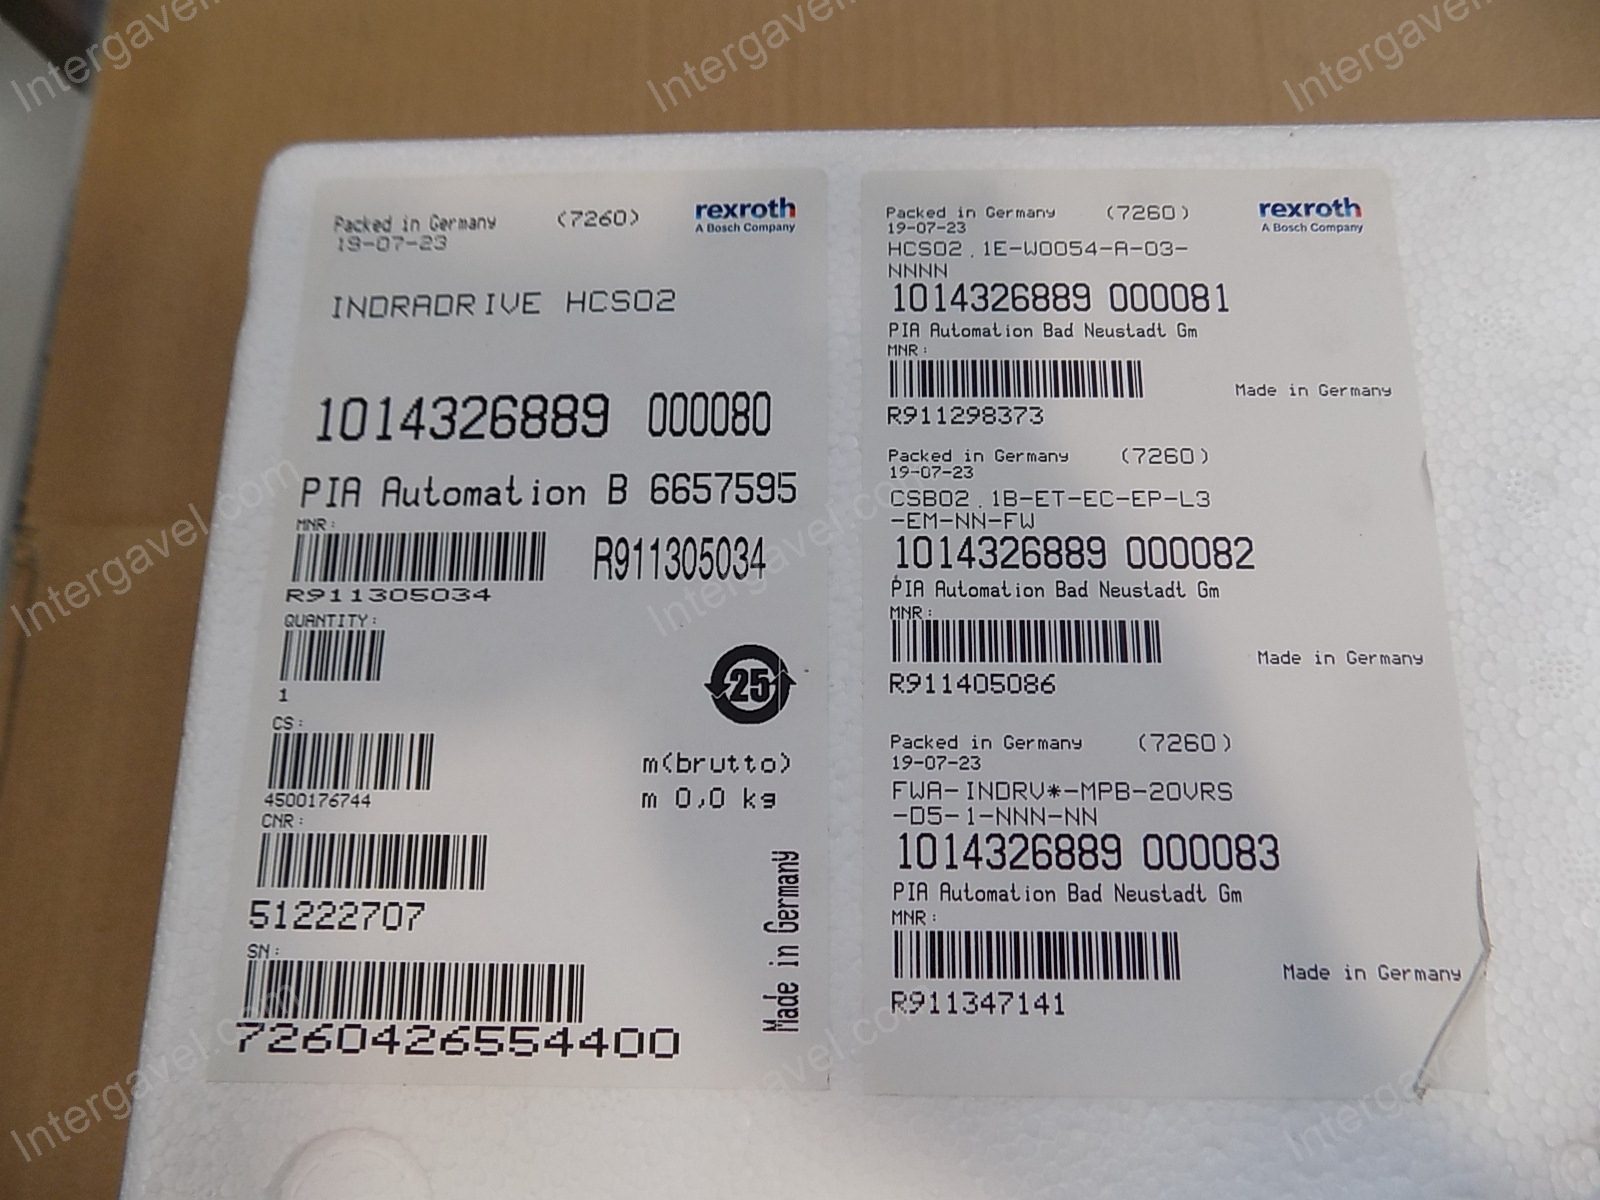 Packed in Germany (7260)
19-07-23
rexroth
A Bosch Company
INDRADRIVE HCS02
1014326889 000080
PIA Automation B 6657595
MNR:
R911305034
R911305034
QUANTITY:
1
25
CS:
4500176744
m(brutto)
m 0,0 kg
CNR:
51222707
Made in Germany
SN:
7260426554400
Packed in Germany (7260)
19-07-23
rexroth
A Bosch Company
HCS02.1E-W0054-A-03-
NNNN
1014326889 000081
PIA Automation Bad Neustadt Gm
MNR:
Made in Germany
R911298373
Packed in Germany (7260)
19-07-23
CSB02.1B-ET-EC-EP-L3
-EM-NN-FW
1014326889 000082
PIA Automation Bad Neustadt Gm
MNR:
Made in Germany
R911405086
Packed in Germany (7260)
19-07-23
FWA-INDRV*-MPB-20VRS
-D5-1-NNN-NN
1014326889 000083
PIA Automation Bad Neustadt Gm
MNR:
Made in Germany
R911347141
Intergavel.com